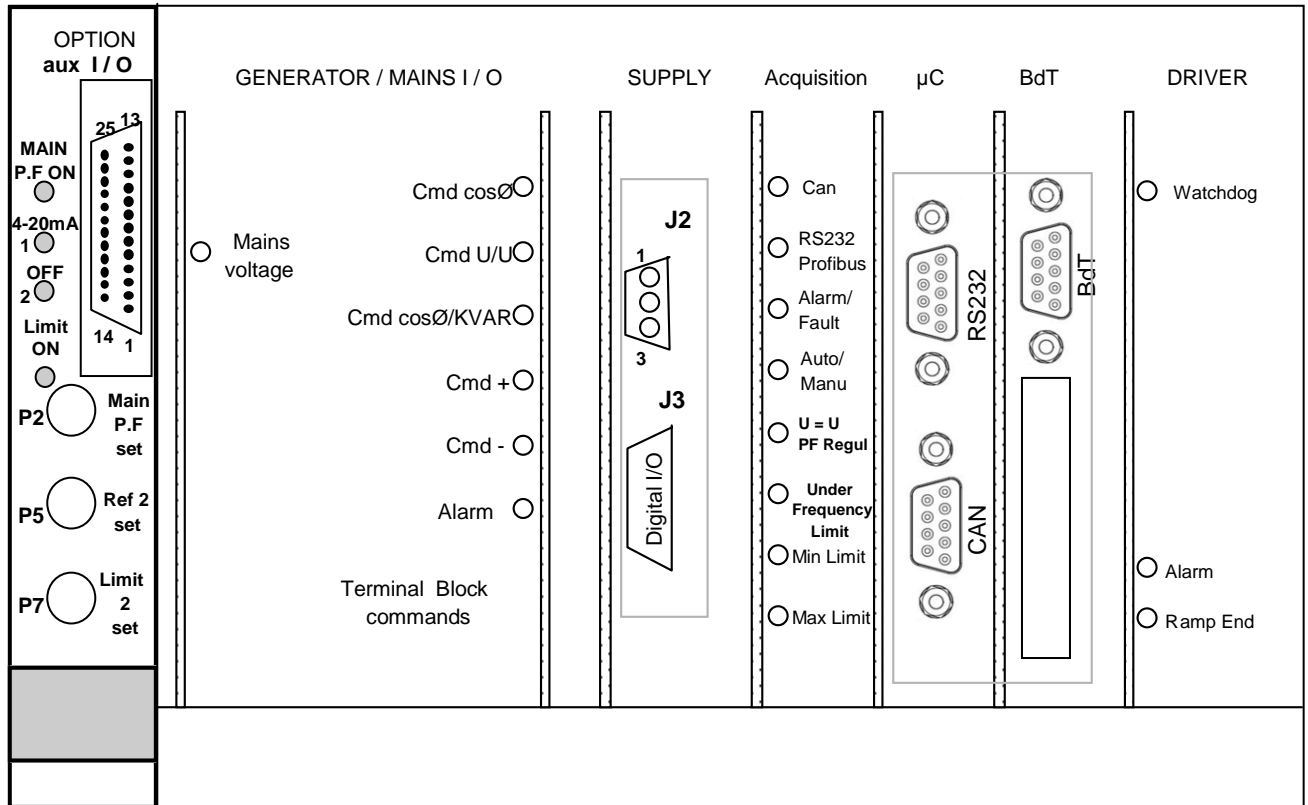 OPTION
aux I / O
25 13
MAIN
P.F ON
4-20mA
1
OFF
2
Limit
ON
14 1
P2 Main
P.F
set
P5 Ref 2
set
P7 Limit
2
set
GENERATOR / MAINS I / O
Mains
voltage
Cmd cosØ
Cmd U/U
Cmd cosØ/KVAR
Cmd +
Cmd -
Alarm
Terminal Block
commands
SUPPLY
J2
1
3
J3
Digital I/O
Acquisition
Can
RS232
Profibus
Alarm/
Fault
Auto/
Manu
U = U
PF Regul
Under
Frequency
Limit
Min Limit
Max Limit
µC
RS232
CAN
BdT
BdT
DRIVER
Watchdog
Alarm
Ramp End